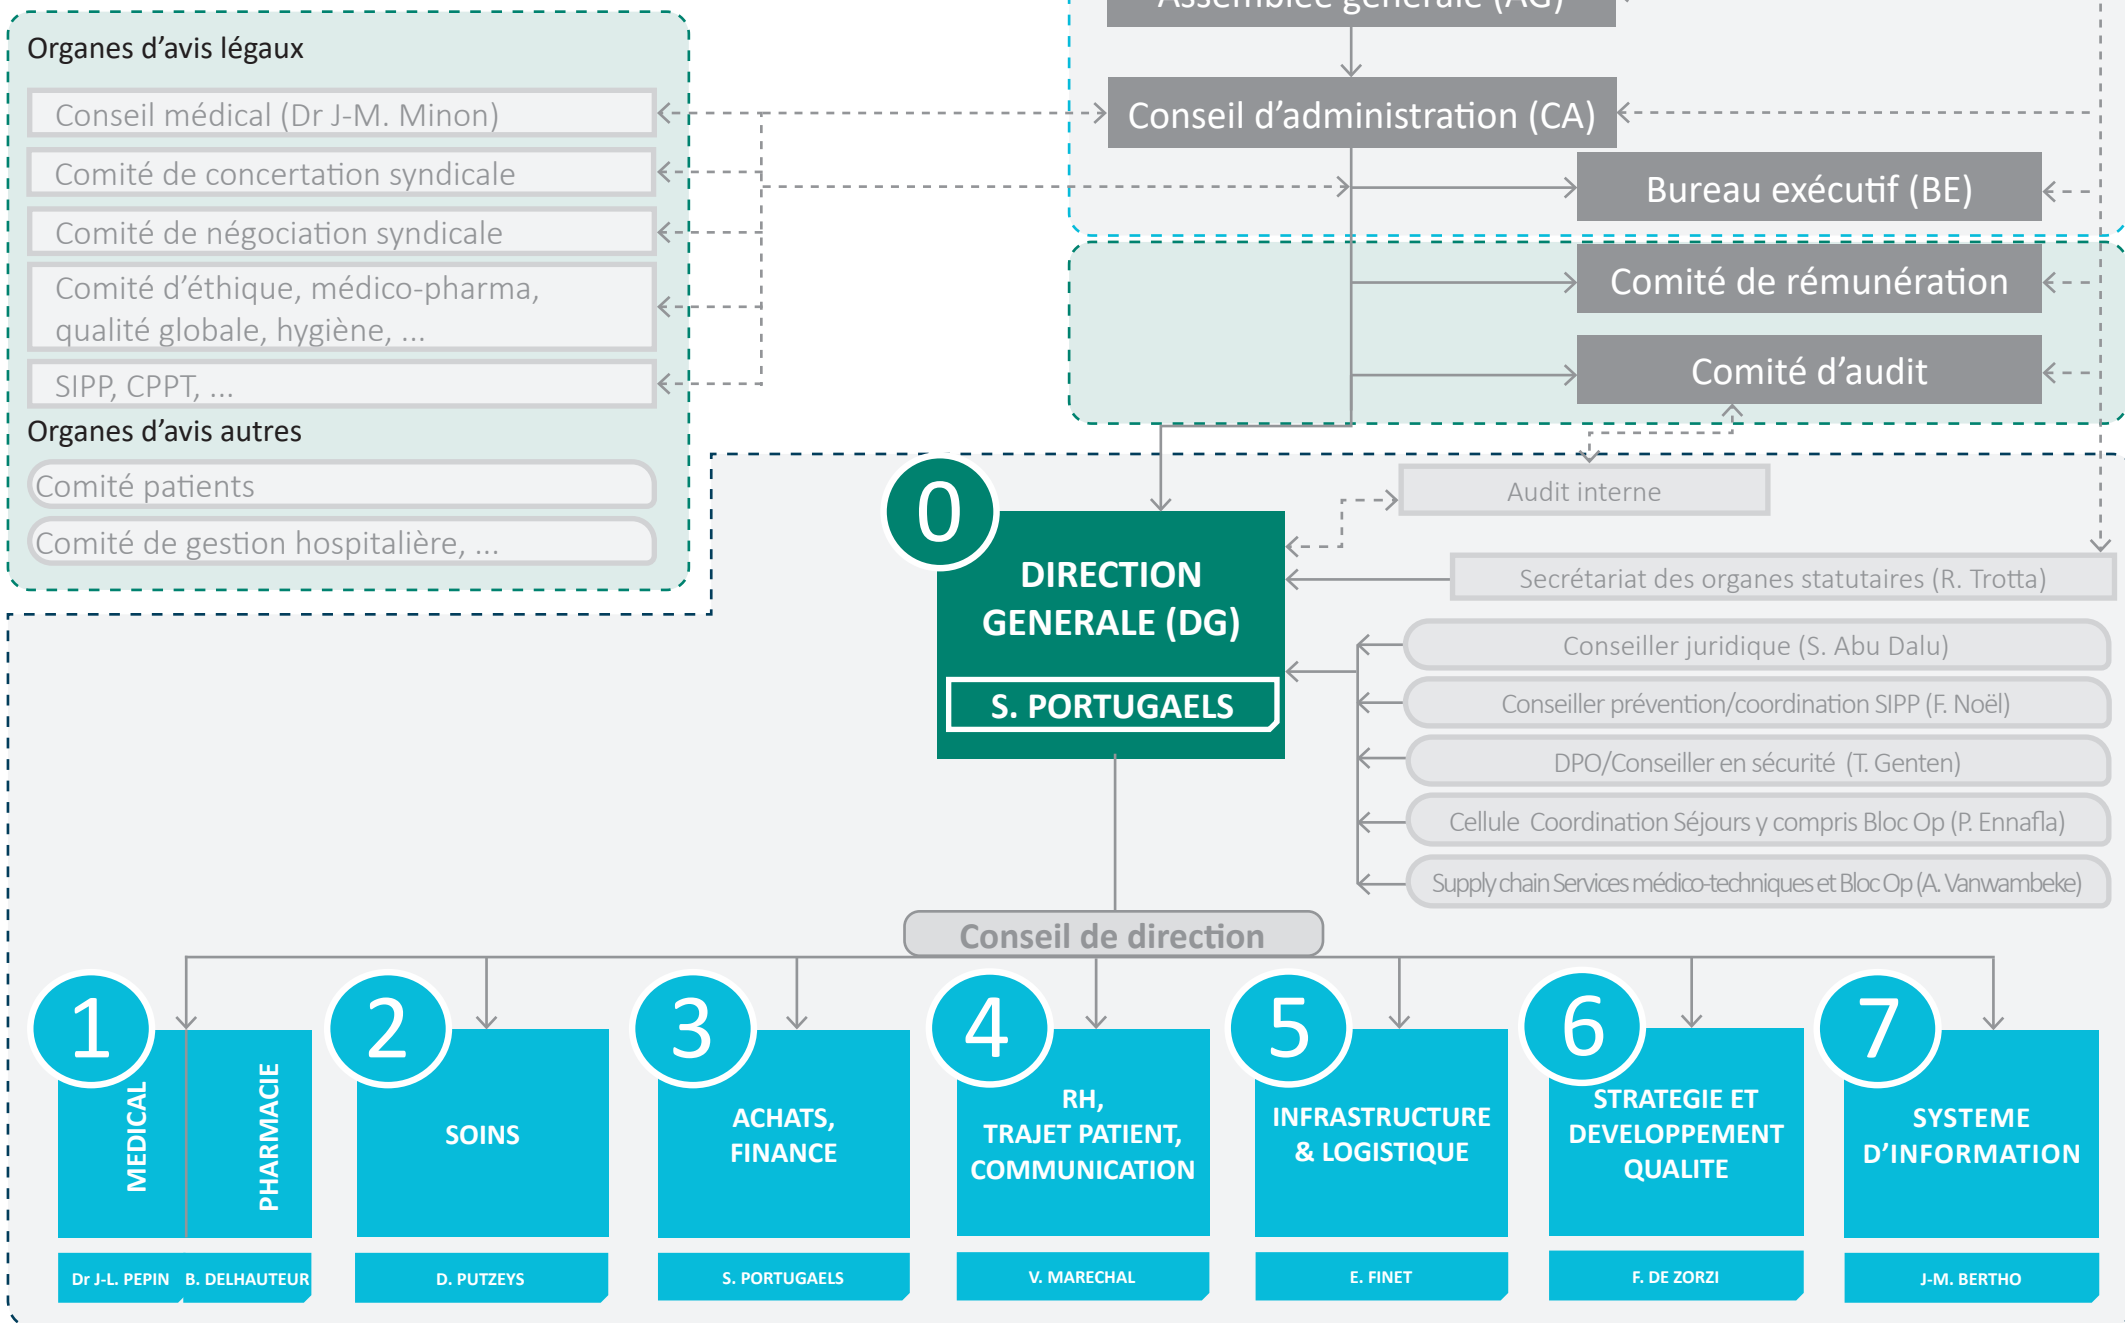 Assemblée générale (AG)
Organes d'avis légaux
Conseil médical (Dr J-M. Minon)
Comité de concertation syndicale
Comité de négociation syndicale
Comité d'éthique, médico-pharma,
qualité globale, hygiène, ...
SIPP, CPPT, ...
Organes d'avis autres
Comité patients
Comité de gestion hospitalière, ...
Conseil d'administration (CA)
Bureau exécutif (BE)
Comité de rémunération
Comité d'audit
Audit interne
0
DIRECTION
GENERALE (DG)
S. PORTUGAELS
Secrétariat des organes statutaires (R. Trotta)
Conseiller juridique (S. Abu Dalu)
Conseiller prévention/coordination SIPP (F. Noël)
DPO/Conseiller en sécurité (T. Genten)
Cellule Coordination Séjours y compris Bloc Op (P. Ennafla)
Supply chain Services médico-techniques et Bloc Op (A. Vanwambeke)
Conseil de direction
1
MEDICAL
PHARMACIE
Dr J-L. PEPIN
B. DELHAUTEUR
2
SOINS
D. PUTZEYS
3
ACHATS,
FINANCE
S. PORTUGAELS
4
RH,
TRAJET PATIENT,
COMMUNICATION
V. MARECHAL
5
INFRASTRUCTURE
& LOGISTIQUE
E. FINET
6
STRATEGIE ET
DEVELOPPEMENT
QUALITE
F. DE ZORZI
7
SYSTEME
D'INFORMATION
J-M. BERTHO